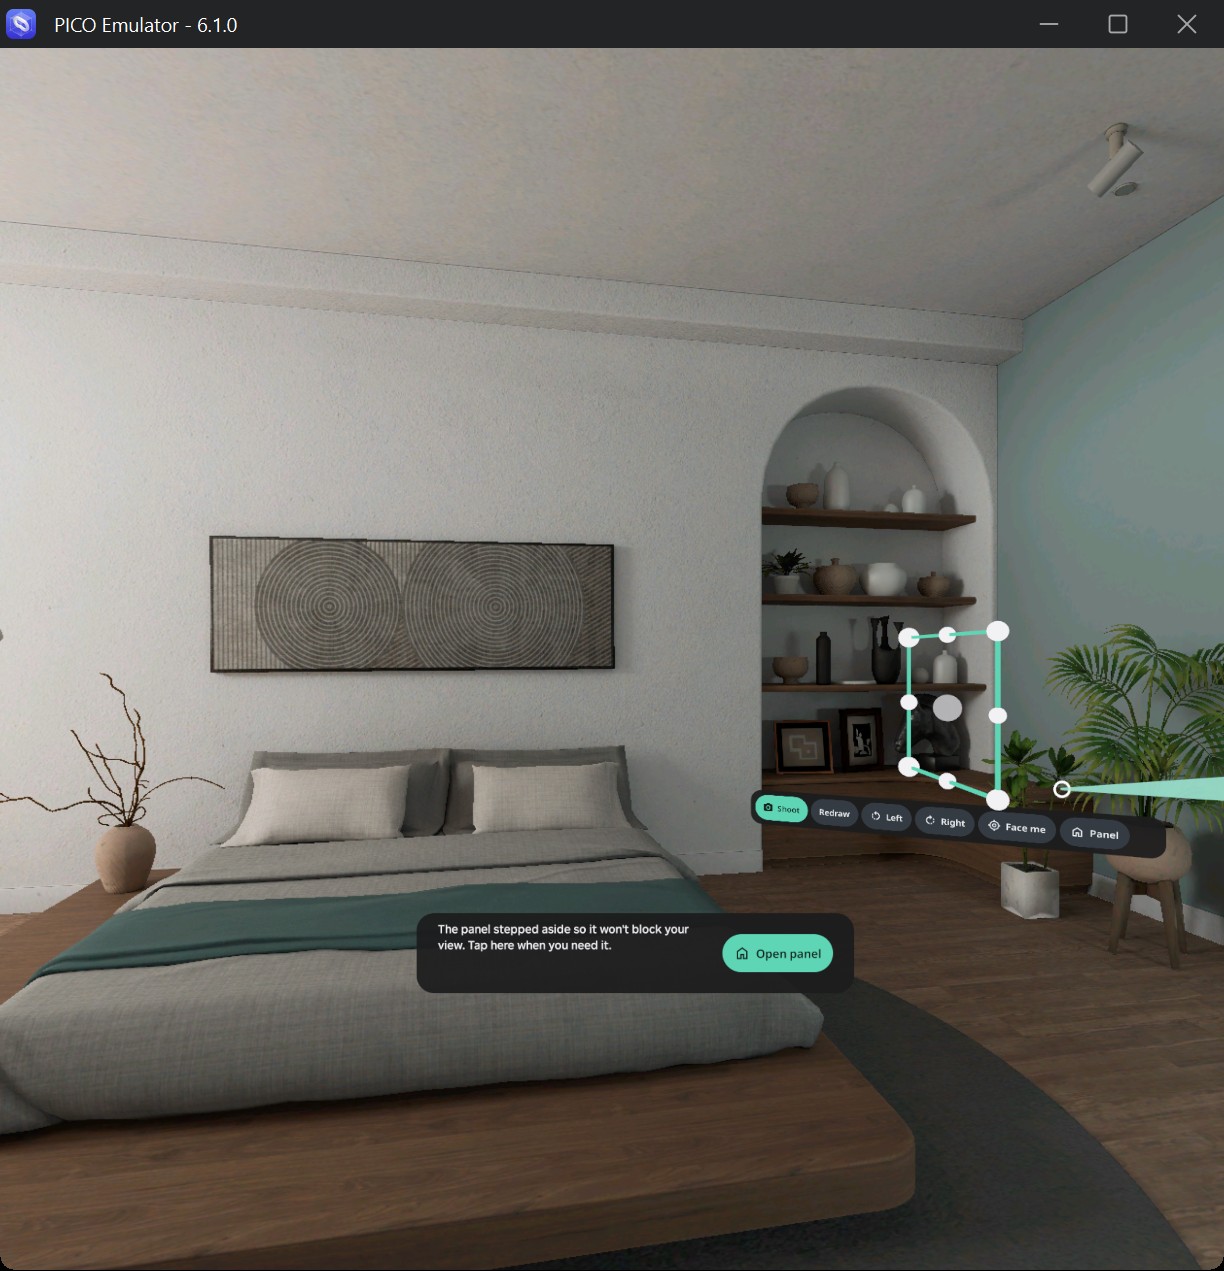 PICO Emulator - 6.1.0
Shoot
Redraw
Left
Right
Face me
Panel
The panel stepped aside so it won't block your
view. Tap here when you need it.
Open panel